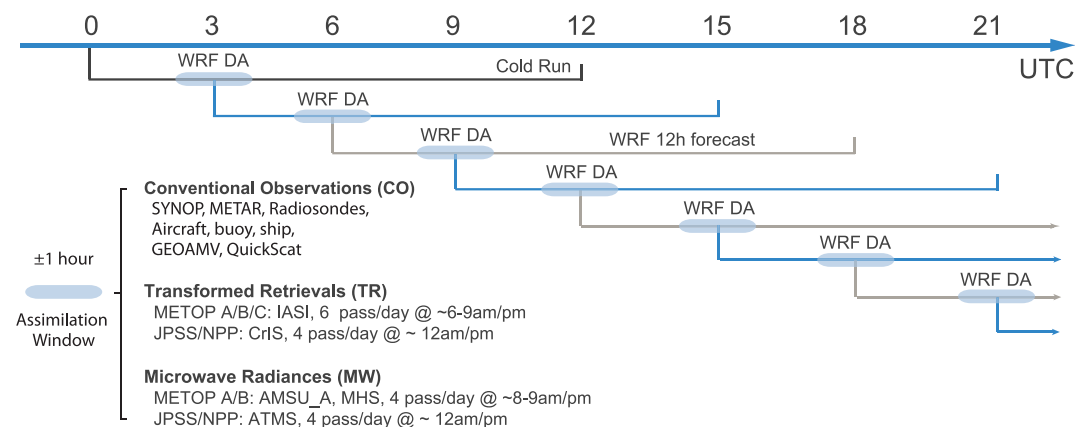 0 3 6 9 12 15 18 21
UTC
WRF DA
Cold Run
WRF DA
WRF DA
WRF 12h forecast
WRF DA
WRF DA
WRF DA
WRF DA
±1 hour
Assimilation
Window
Conventional Observations (CO)
SYNOP, METAR, Radiosondes,
Aircraft, buoy, ship,
GEOAMV, QuickScat
Transformed Retrievals (TR)
METOP A/B/C: IASI, 6 pass/day @ ~6-9am/pm
JPSS/NPP: CrIS, 4 pass/day @ ~ 12am/pm
Microwave Radiances (MW)
METOP A/B: AMSU_A, MHS, 4 pass/day @ ~8-9am/pm
JPSS/NPP: ATMS, 4 pass/day @ ~ 12am/pm